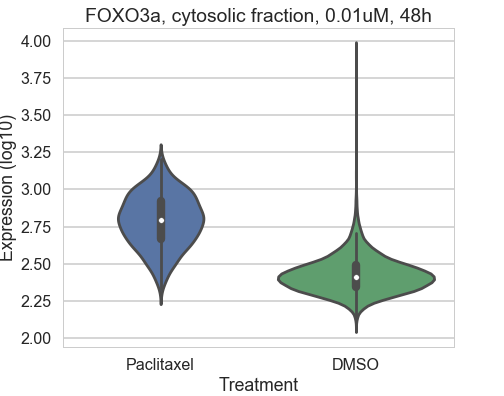 FOXO3a, cytosolic fraction, 0.01uM, 48h
Expression (log10)
4.00
3.75
3.50
3.25
3.00
2.75
2.50
2.25
2.00
Paclitaxel DMSO
Treatment